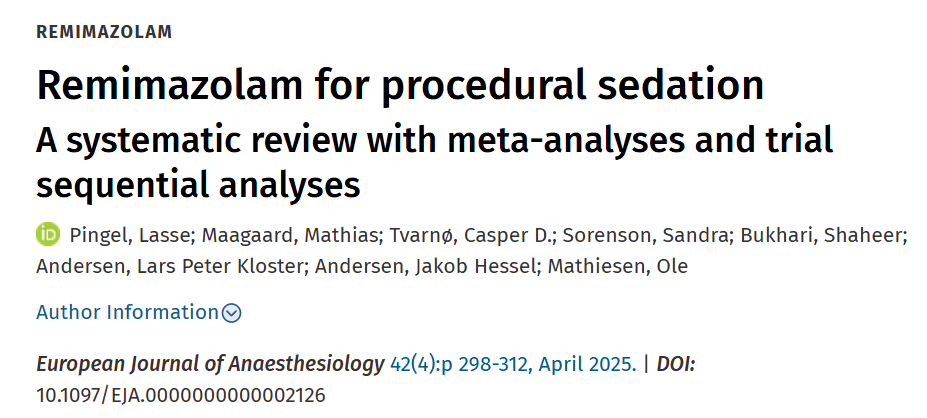 REMIMAZOLAM
Remimazolam for procedural sedation
A systematic review with meta-analyses and trial
sequential analyses
iD Pingel, Lasse; Maagaard, Mathias; Tvarnø, Casper D.; Sorenson, Sandra; Bukhari, Shaheer;
Andersen, Lars Peter Kloster; Andersen, Jakob Hessel; Mathiesen, Ole
Author Information
European Journal of Anaesthesiology 42(4):p 298-312, April 2025. | DOI:
10.1097/EJA.0000000000002126